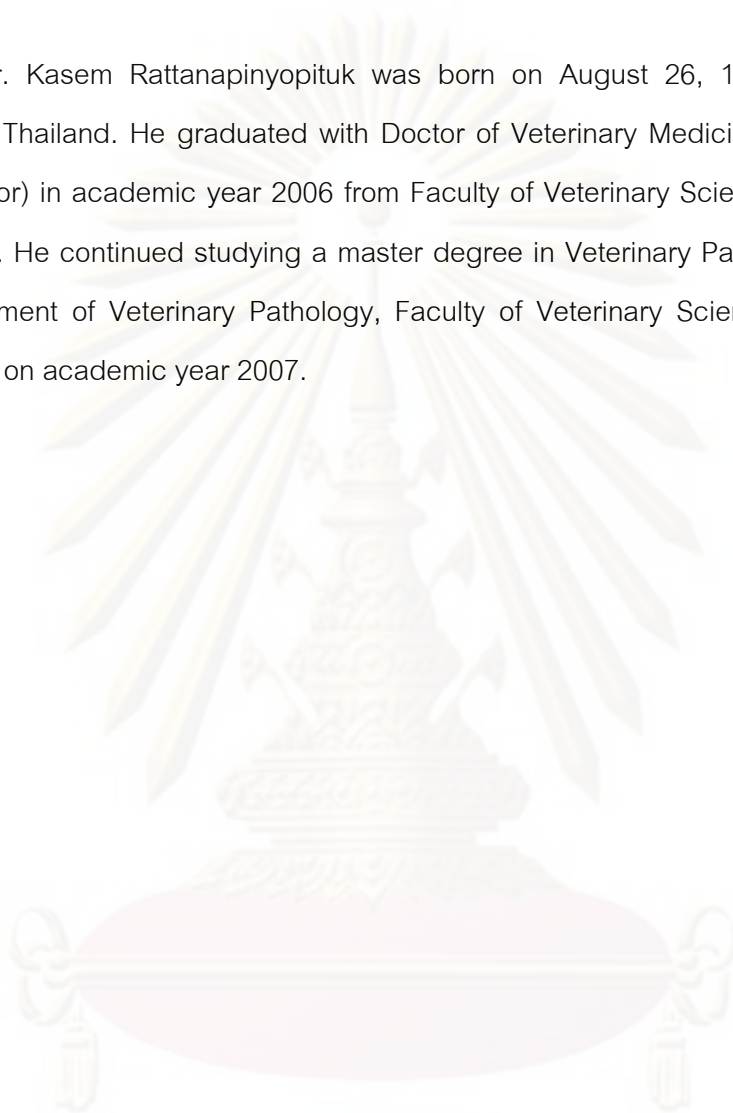 r. Kasem Rattanapinyopituk was born on August 26, 1
Thailand. He graduated with Doctor of Veterinary Medici
or) in academic year 2006 from Faculty of Veterinary Scie
. He continued studying a master degree in Veterinary Pa
ment of Veterinary Pathology, Faculty of Veterinary Scien
on academic year 2007.